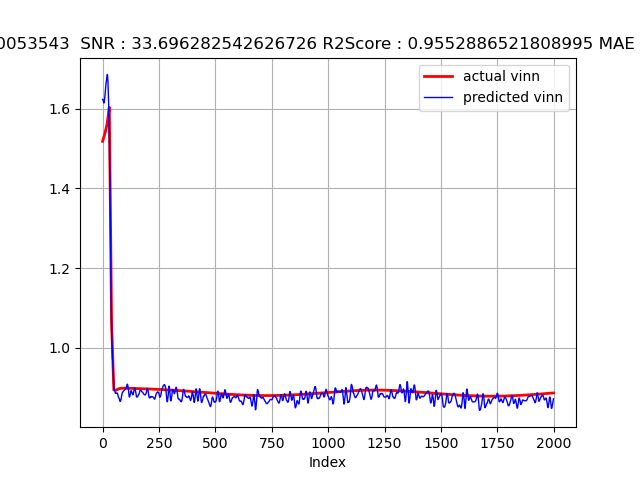 0053543 SNR : 33.696282542626726 R2Score : 0.9552886521808995 MAE
actual vinn
predicted vinn
1.6
1.4
1.2
1.0
0 250 500 750 1000 1250 1500 1750 2000
Index